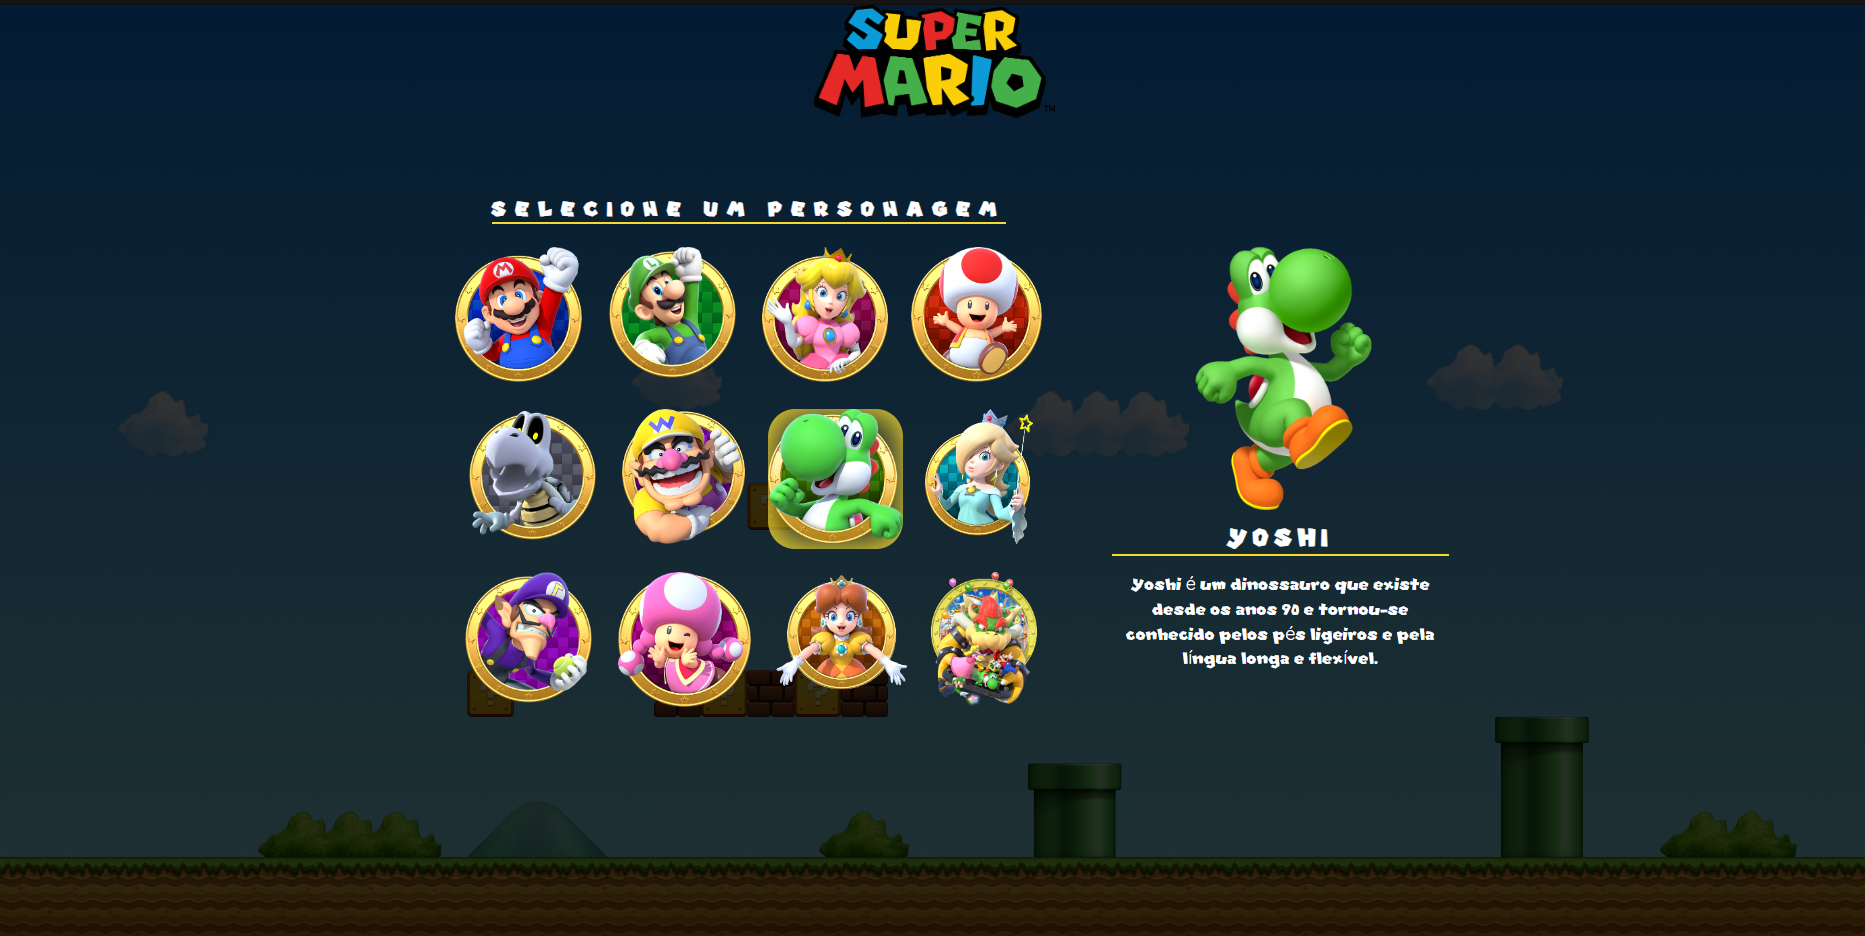 SUPER
MARIO™
SELECIONE UM PERSONAGEM
YOSHI
Yoshi é um dinossauro que existe
desde os anos 90 e tornou-se
conhecido pelos pés ligeiros e pela
língua longa e flexível.